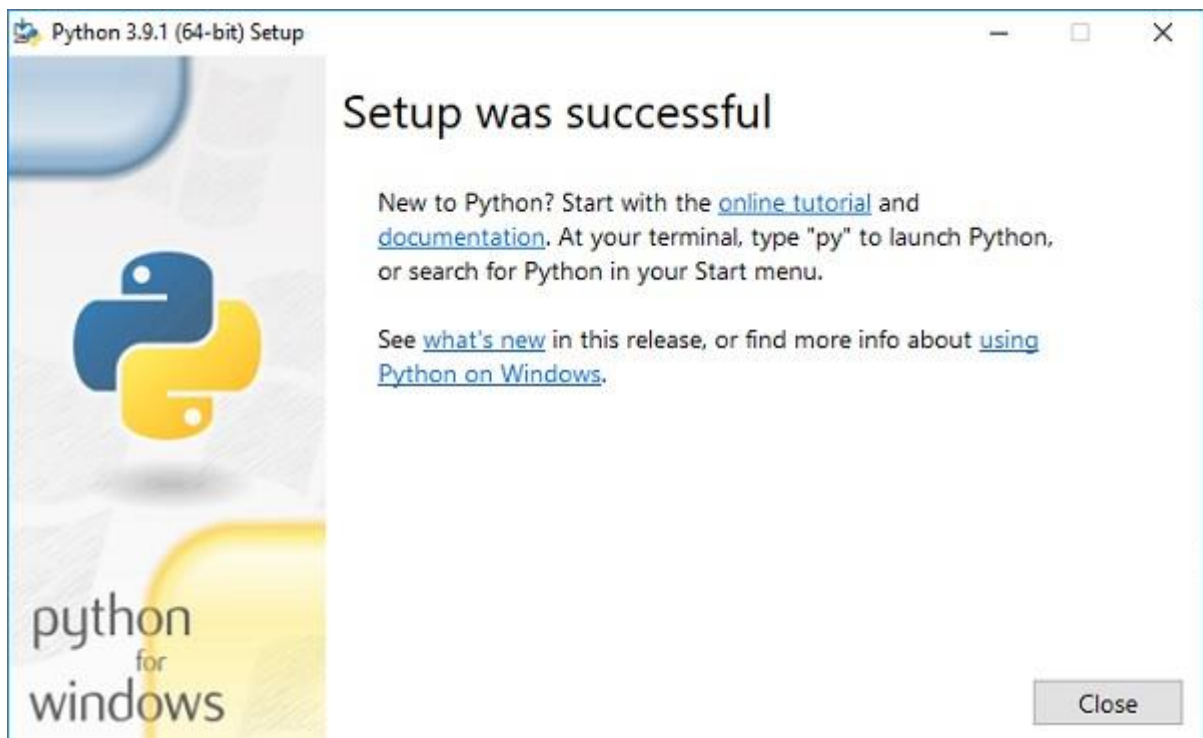 Python 3.9.1 (64-bit) Setup
Setup was successful
New to Python? Start with the online tutorial and
documentation. At your terminal, type "py" to launch Python,
or search for Python in your Start menu.
See what's new in this release, or find more info about using
Python on Windows.
python
for
windows
Close